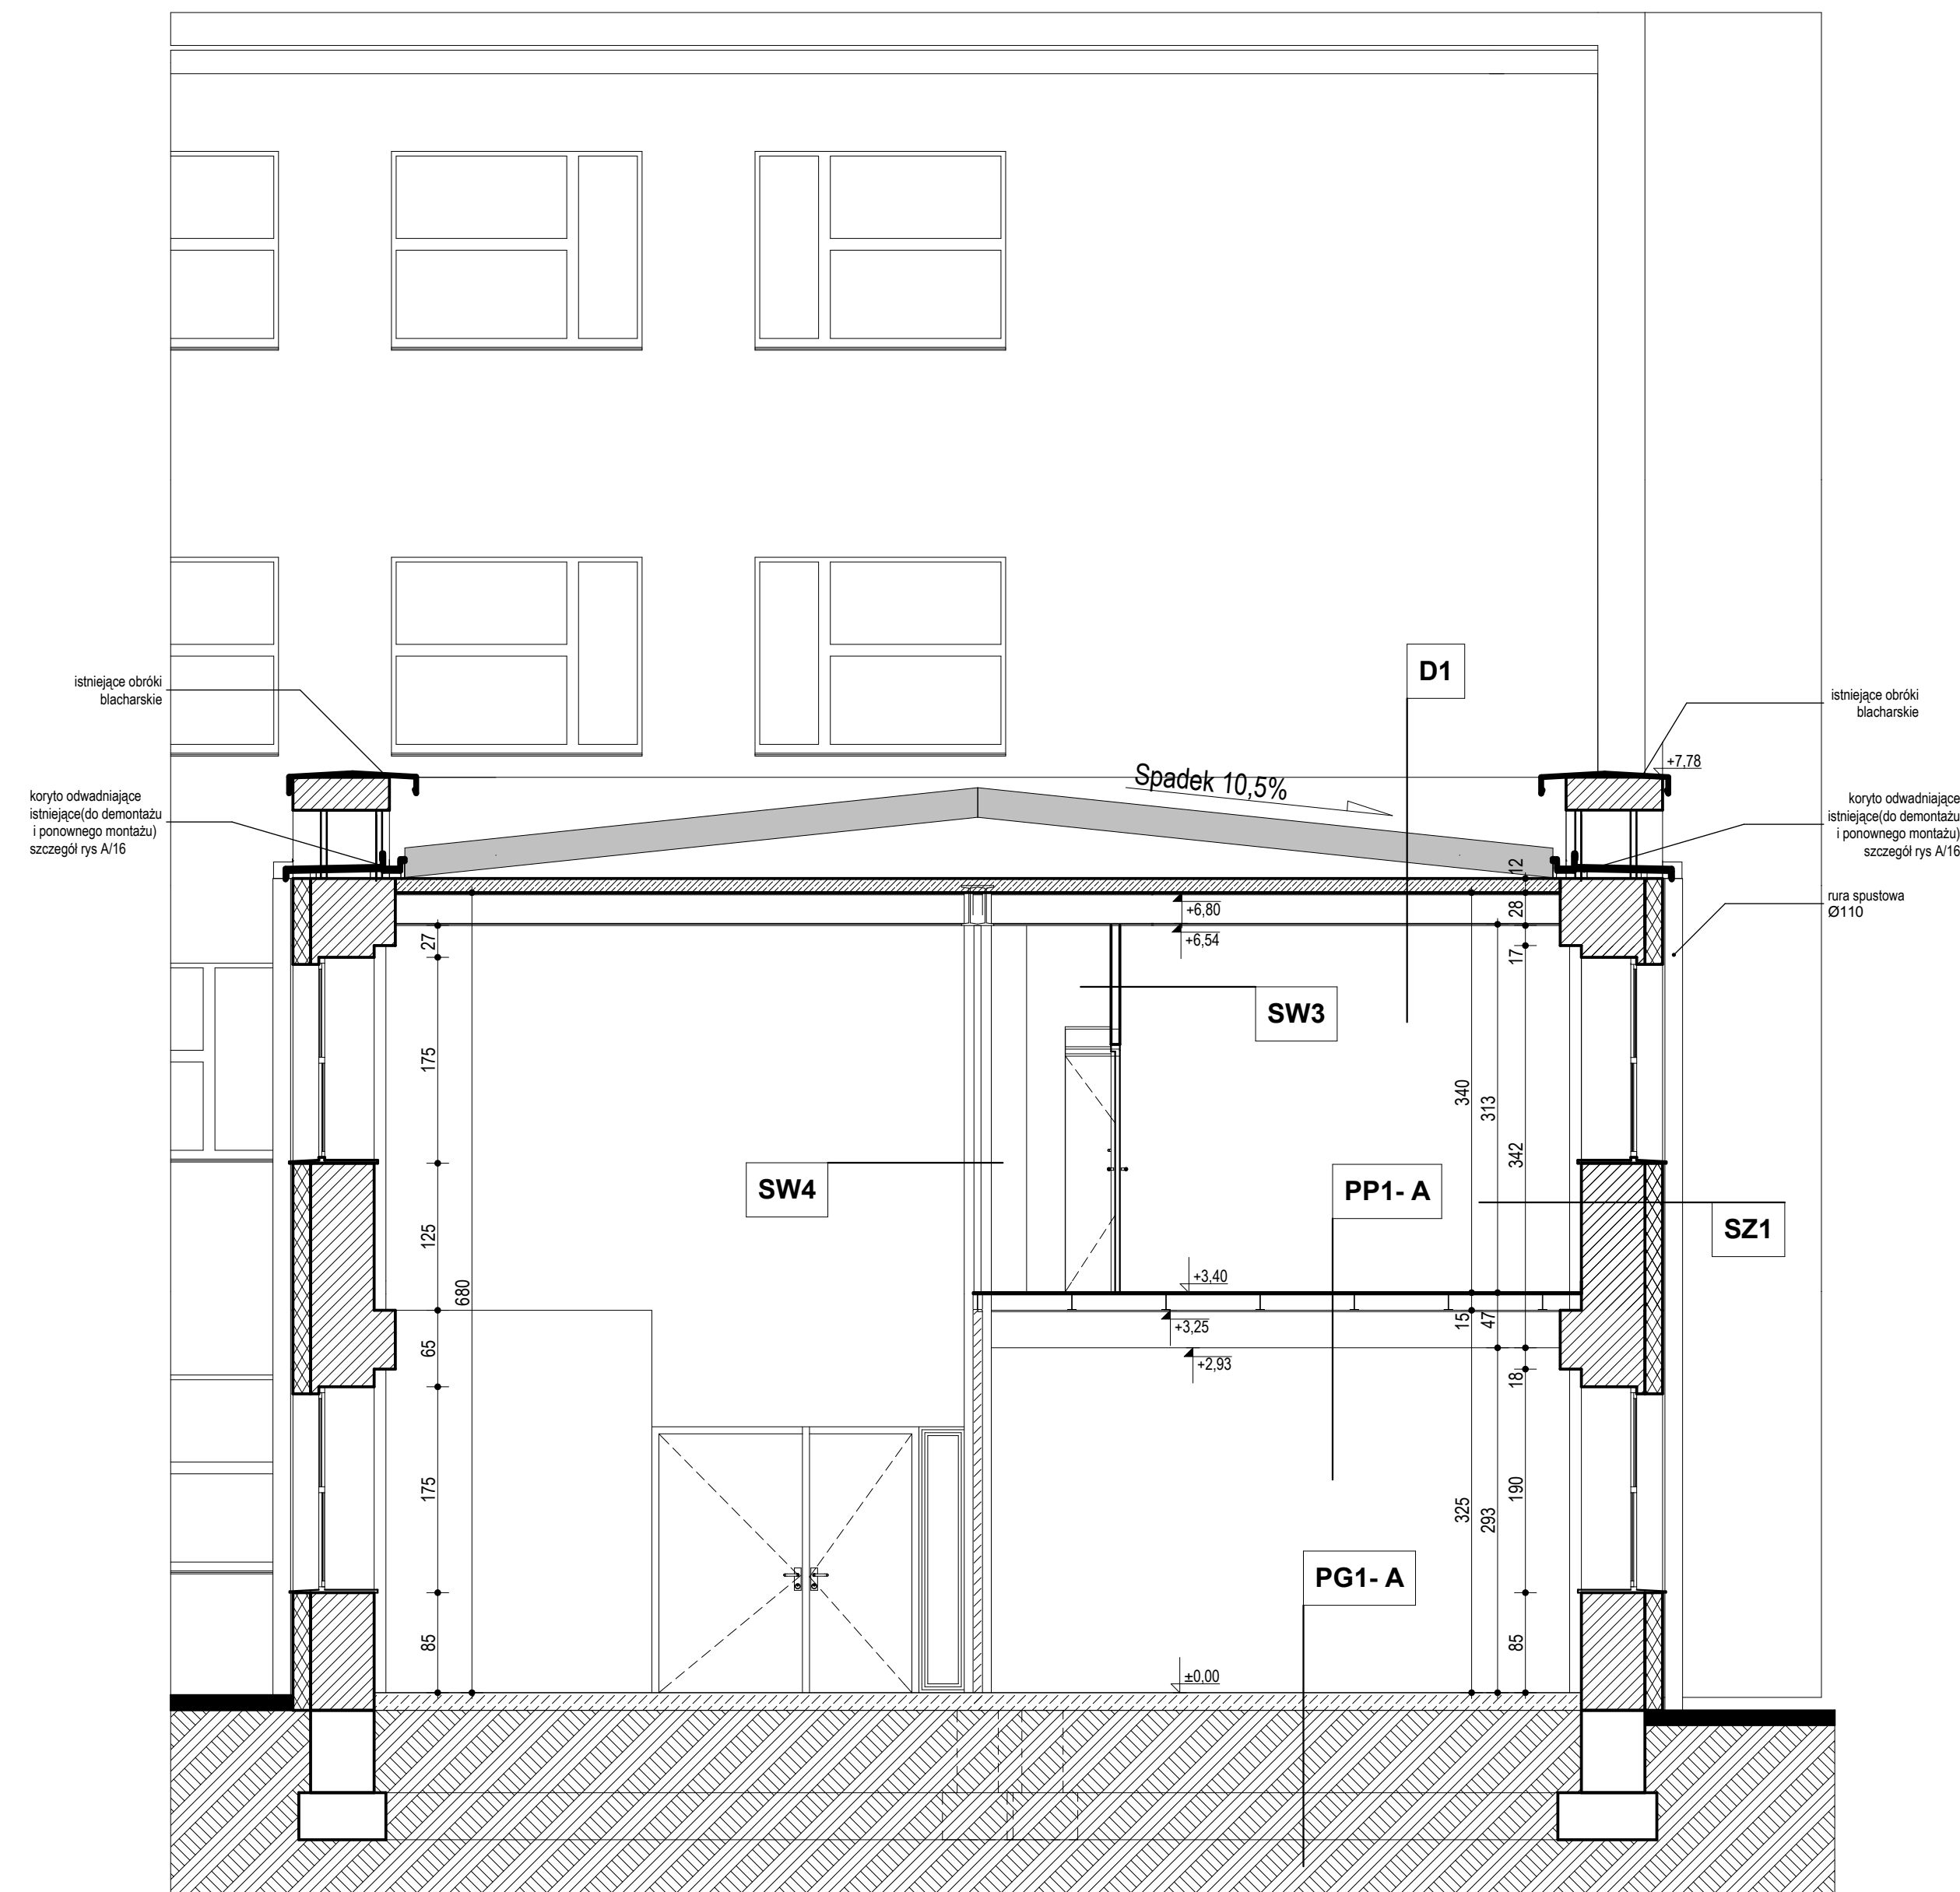 D1
istniejące obróki
blacharskie
istniejące obróki
blacharskie
+7,78
Spadek 10,5%
koryto odwadniające
istniejące(do demontażu
i ponownego montażu)
szczegół rys A/16
koryto odwadniające
istniejące(do demontażu
i ponownego montażu)
szczegół rys A/16
12
rura spustowa
Ø110
+6,80
28
+6,54
27
17
SW3
175
340
313
342
SW4
PP1- A
SZ1
125
680
+3,40
15
47
+3,25
65
+2,93
18
175
190
325
293
PG1- A
85
85
±0,00